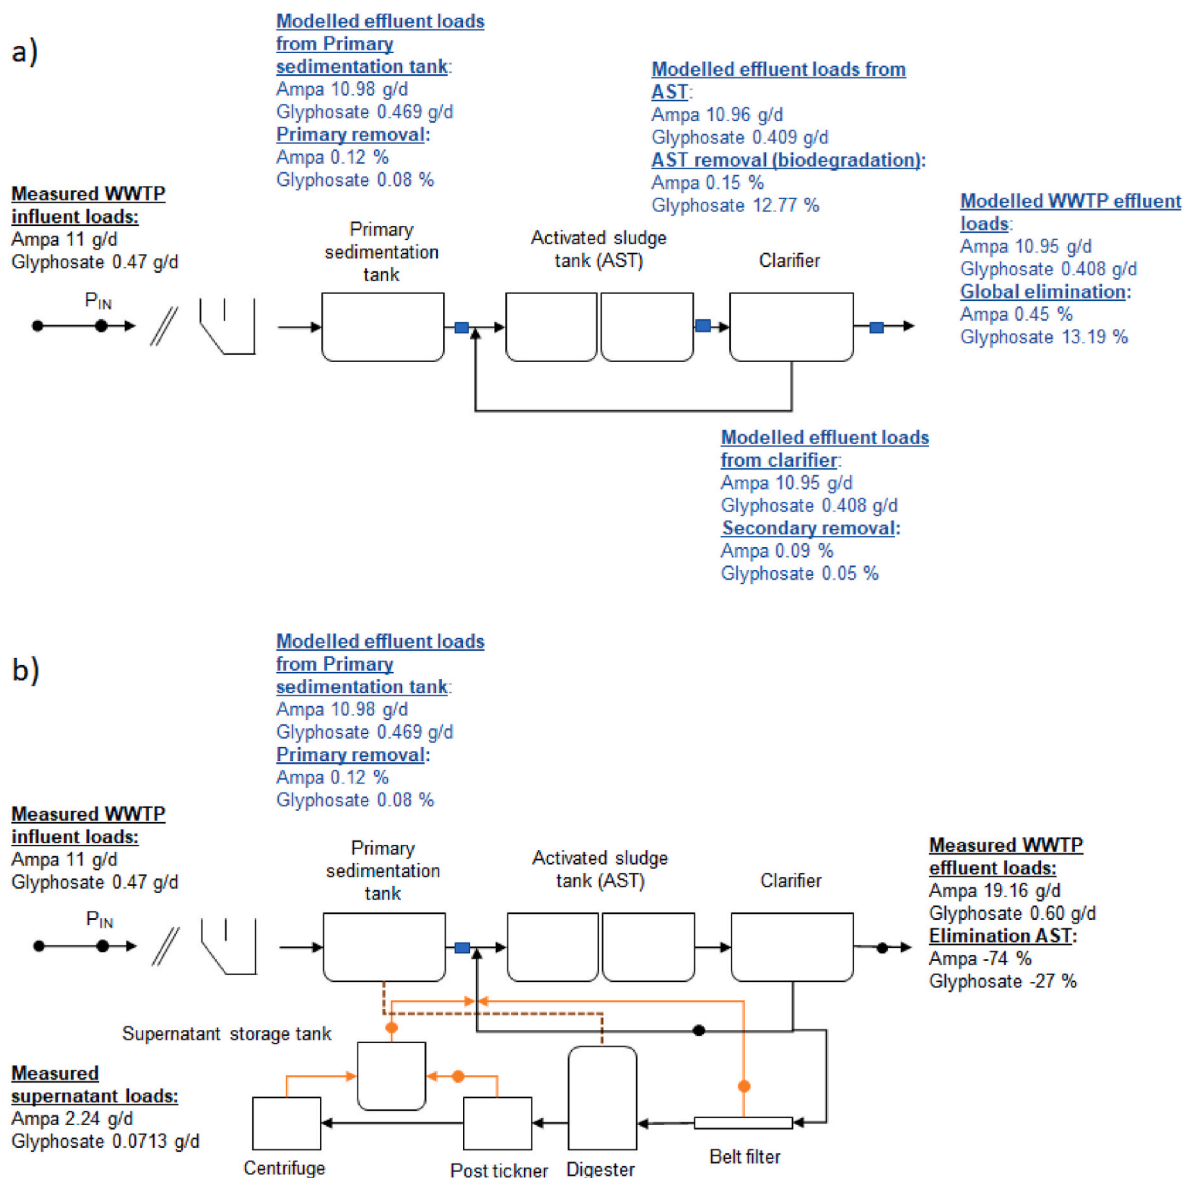 a)
Modelled effluent loads
from Primary
sedimentation tank:
Ampa 10.98 g/d
Glyphosate 0.469 g/d
Primary removal:
Ampa 0.12 %
Glyphosate 0.08 %
Modelled effluent loads from
AST:
Ampa 10.96 g/d
Glyphosate 0.409 g/d
AST removal (biodegradation):
Ampa 0.15 %
Glyphosate 12.77 %
Measured WWTP
influent loads:
Ampa 11 g/d
Glyphosate 0.47 g/d
Modelled WWTP effluent
loads:
Ampa 10.95 g/d
Glyphosate 0.408 g/d
Global elimination:
Ampa 0.45 %
Glyphosate 13.19 %
Primary
sedimentation
tank
Activated sludge
tank (AST)
Clarifier
PIN
Modelled effluent loads
from clarifier:
Ampa 10.95 g/d
Glyphosate 0.408 g/d
Secondary removal:
Ampa 0.09 %
Glyphosate 0.05 %
b)
Modelled effluent loads
from Primary
sedimentation tank:
Ampa 10.98 g/d
Glyphosate 0.469 g/d
Primary removal:
Ampa 0.12 %
Glyphosate 0.08 %
Measured WWTP
influent loads:
Ampa 11 g/d
Glyphosate 0.47 g/d
Primary
sedimentation
tank
Activated sludge
tank (AST)
Clarifier
Measured WWTP
effluent loads:
Ampa 19.16 g/d
Glyphosate 0.60 g/d
Elimination AST:
Ampa -74 %
Glyphosate -27 %
PIN
Supernatant storage tank
Measured
supernatant loads:
Ampa 2.24 g/d
Glyphosate 0.0713 g/d
Centrifuge
Post tickner
Digester
Belt filter